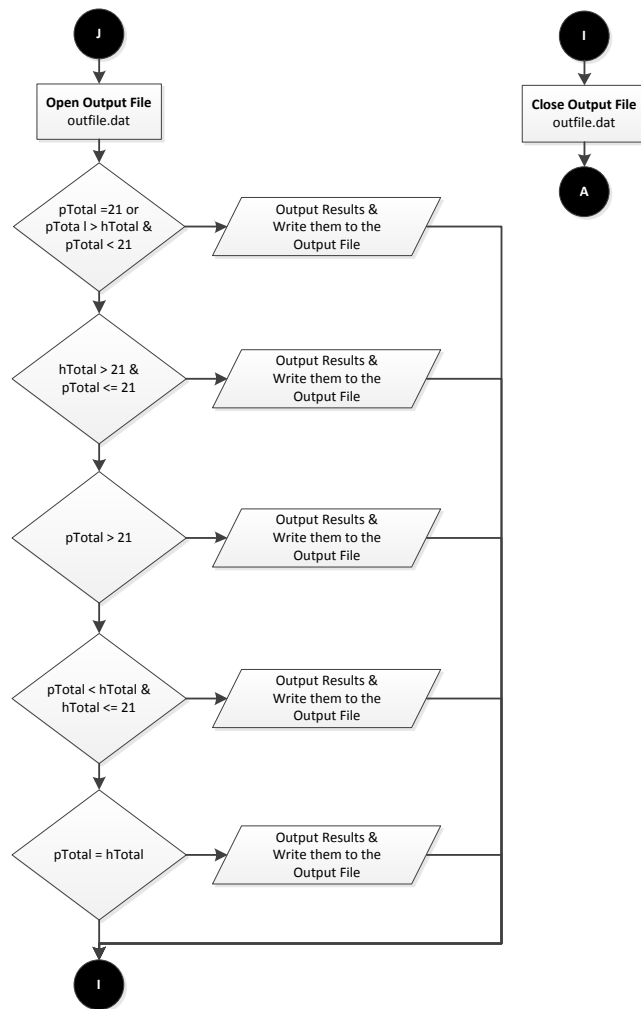 J
Open Output File
outfile.dat
pTotal =21 or
pTota l > hTotal &
pTotal < 21
Output Results &
Write them to the
Output File
hTotal > 21 &
pTotal <= 21
Output Results &
Write them to the
Output File
pTotal > 21
Output Results &
Write them to the
Output File
pTotal < hTotal &
hTotal <= 21
Output Results &
Write them to the
Output File
pTotal = hTotal
Output Results &
Write them to the
Output File
I
I
Close Output File
outfile.dat
A